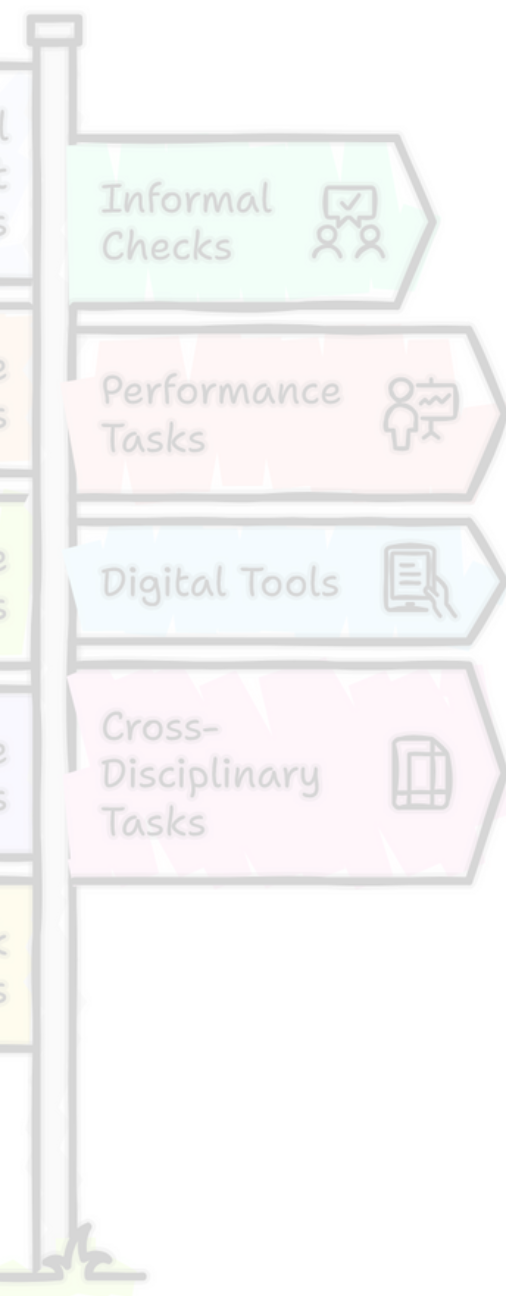 Informal
Checks
Performance
Tasks
Digital Tools
Cross-
Disciplinary
Tasks